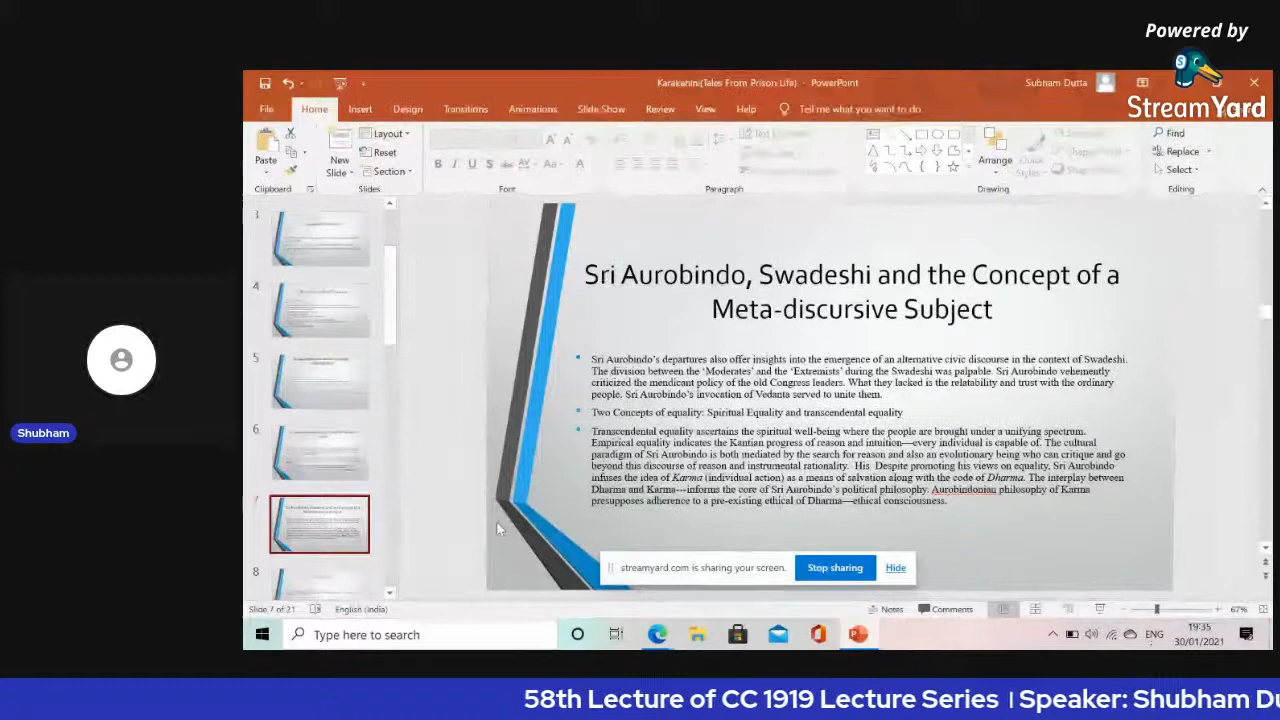 Powered by
StreamYard
Karakahini(Tales From Prison Life) - PowerPoint
Subham Dutta
File
Home
Insert
Design
Transitions
Animations
Slide Show
Review
View
Help
Tell me what you want to do
Paste
New
Slide
Layout
Reset
Section
Arrange
Quick
Styles
Find
Replace
Select
Clipboard
Slides
Font
Paragraph
Drawing
Editing
3
4
5
6
7
8
Sri Aurobindo, Swadeshi and the Concept of a
Meta-discursive Subject
Sri Aurobindo's departures also offer insights into the emergence of an alternative civic discourse in the context of Swadeshi.
The division between the 'Moderates' and the 'Extremists' during the Swadeshi was palpable. Sri Aurobindo vehemently
criticized the mendicant policy of the old Congress leaders. What they lacked is the relatability and trust with the ordinary
people. Sri Aurobindo's invocation of Vedanta served to unite them.
Two Concepts of equality: Spiritual Equality and transcendental equality
Transcendental equality ascertains the spiritual well-being where the people are brought under a unifying spectrum.
Empirical equality indicates the Kantian progress of reason and intuition—every individual is capable of. The cultural
paradigm of Sri Aurobindo is both mediated by the search for reason and also an evolutionary being who can critique and go
beyond this discourse of reason and instrumental rationality. His Despite promoting his views on equality, Sri Aurobindo
infuses the idea of Karma (individual action) as a means of salvation along with the code of Dharma. The interplay between
Dharma and Karma---informs the core of Sri Aurobindo's political philosophy. Aurobindonian philosophy of Karma
presupposes adherence to a pre-existing ethical of Dharma—ethical consciousness.
streamyard.com is sharing your screen.
Stop sharing
Hide
Shubham
Slide 7 of 21
English (India)
Notes
Comments
67%
Type here to search
ENG
19:35
30/01/2021
58th Lecture of CC 1919 Lecture Series । Speaker: Shubham Du